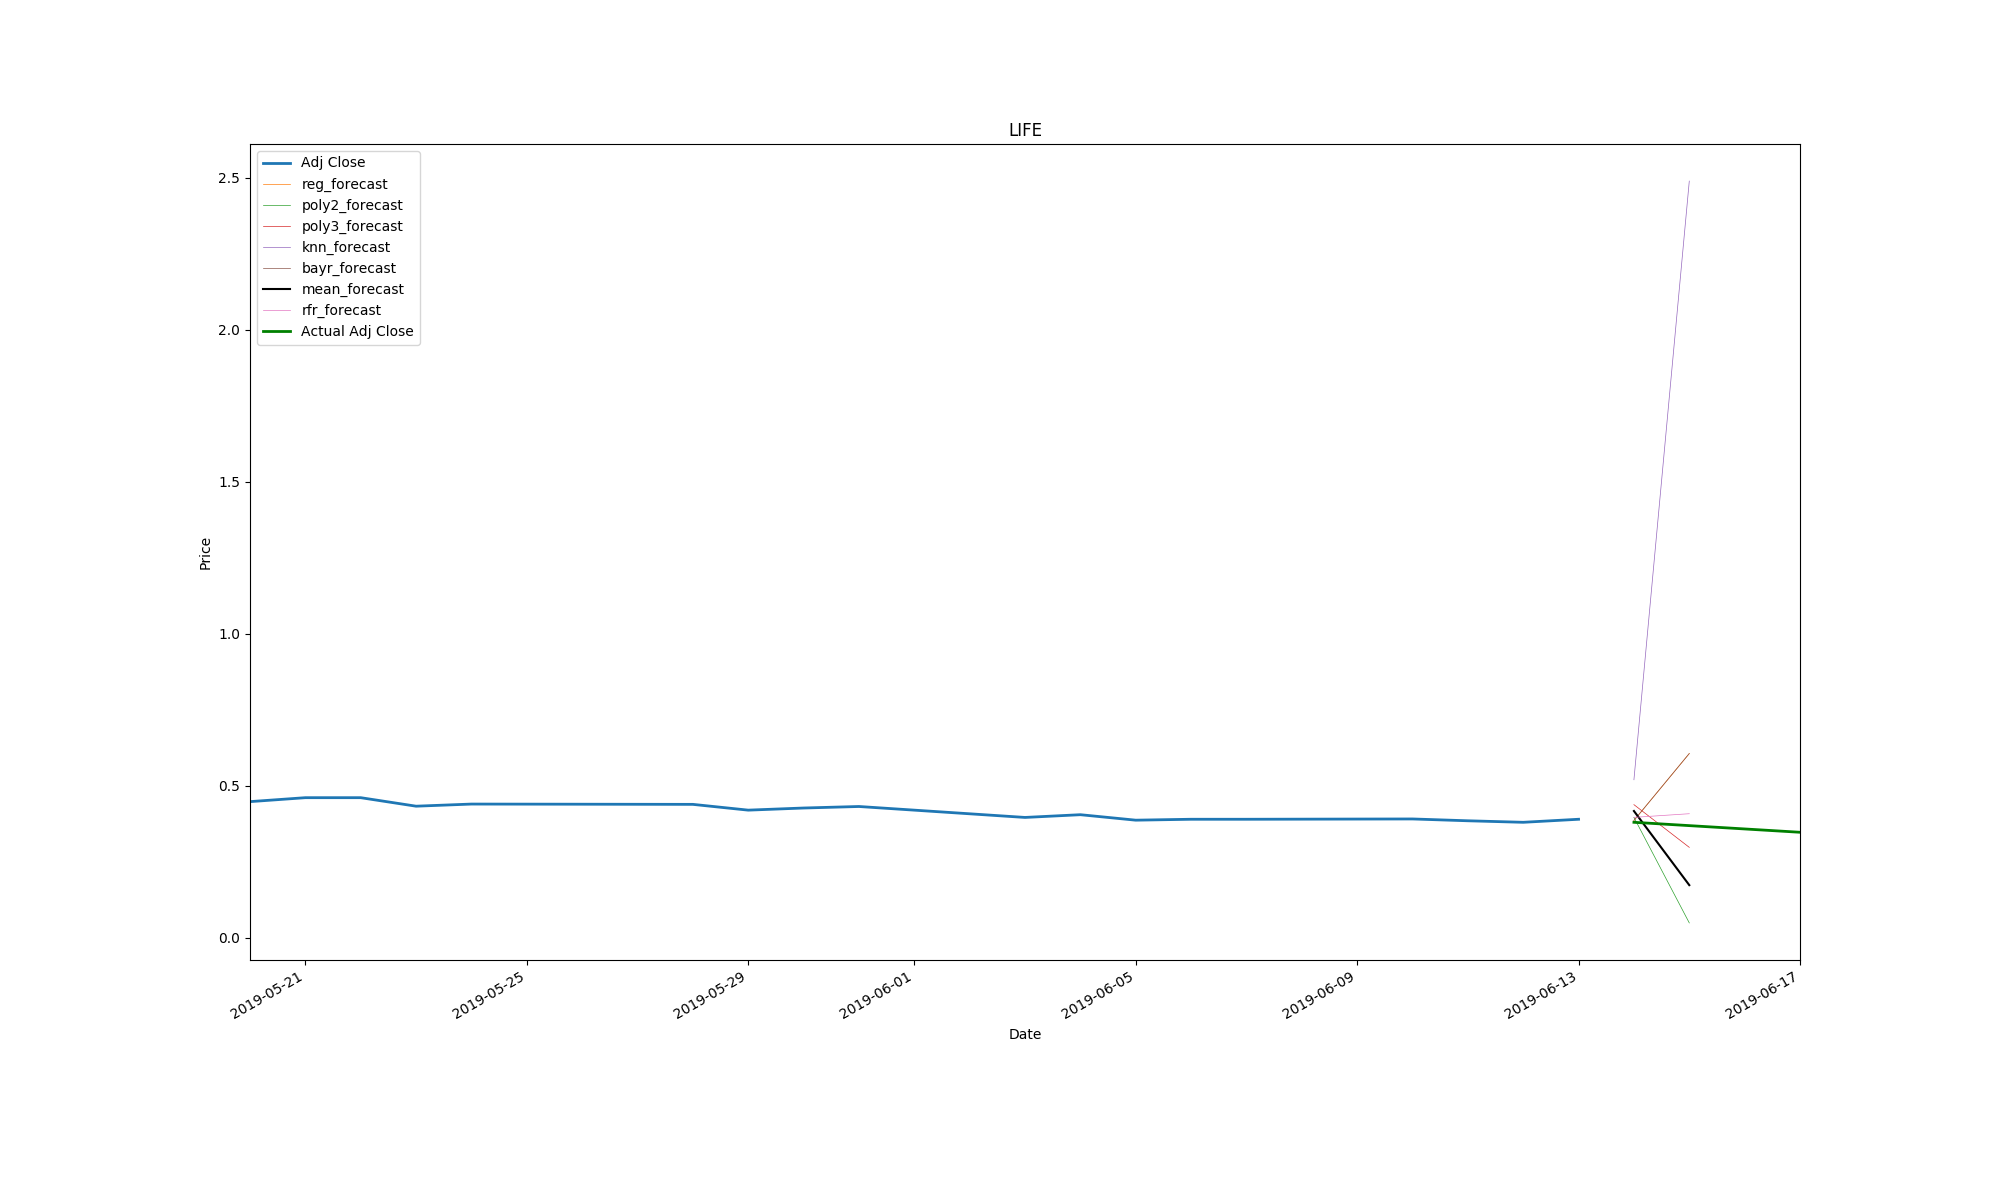 LIFE
Adj Close
reg_forecast
poly2_forecast
poly3_forecast
knn_forecast
bayr_forecast
mean_forecast
rfr_forecast
Actual Adj Close
2.5
2.0
1.5
1.0
0.5
0.0
Price
2019-05-21
2019-05-25
2019-05-29
2019-06-01
2019-06-05
2019-06-09
2019-06-13
2019-06-17
Date